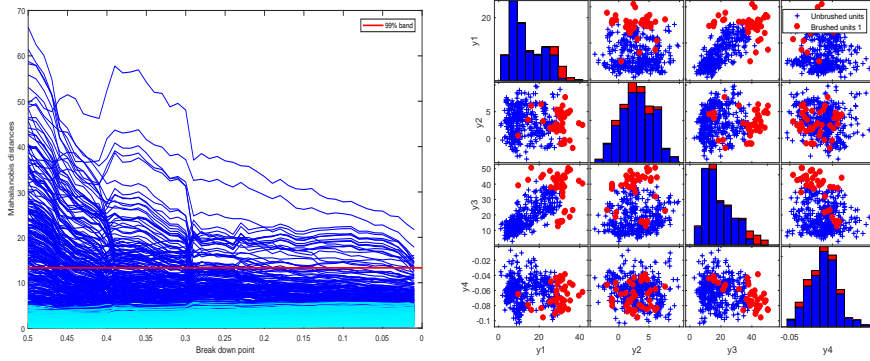 99% band
70
60
50
40
30
20
10
0
0.5 0.45 0.4 0.35 0.3 0.25 0.2 0.15 0.1 0.05 0
Break down point
Mahalanobis distances
Unbrushed units
Brushed units 1
y1
20
y2
5
0
y3
50
40
30
20
10
0
y4
-0.02
-0.04
-0.06
-0.08
-0.1
0 20 40
y1
0 5
y2
0 20 40
y3
-0.05
y4